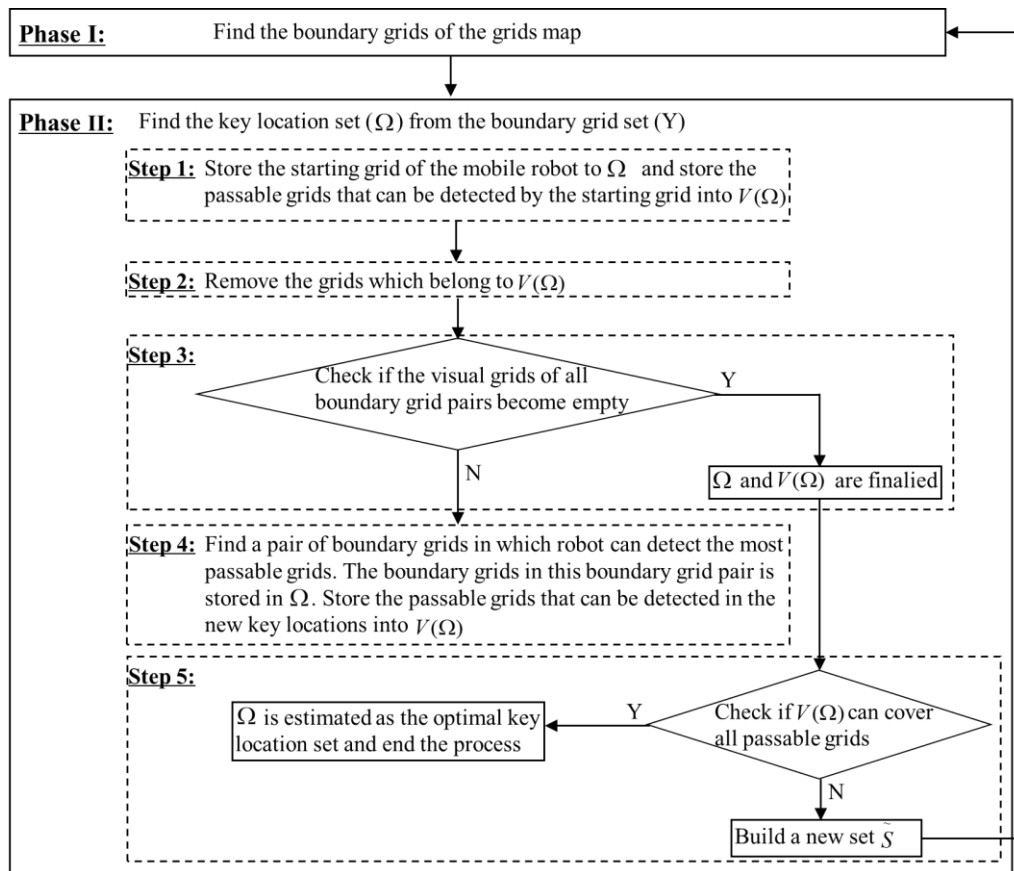 Phase I: Find the boundary grids of the grids map
Phase II: Find the key location set (Ω) from the boundary grid set (Y)
Step 1: Store the starting grid of the mobile robot to Ω and store the
passable grids that can be detected by the starting grid into V(Ω)
Step 2: Remove the grids which belong to V(Ω)
Step 3:
Check if the visual grids of all
boundary grid pairs become empty
Y
N
Ω and V(Ω) are finalied
Step 4: Find a pair of boundary grids in which robot can detect the most
passable grids. The boundary grids in this boundary grid pair is
stored in Ω. Store the passable grids that can be detected in the
new key locations into V(Ω)
Step 5:
Ω is estimated as the optimal key
location set and end the process
Y
Check if V(Ω) can cover
all passable grids
N
Build a new set S̃